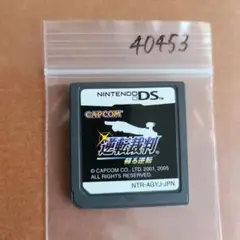 40453
NINTENDO DS
CAPCOM
逆転裁判
蘇る逆転
© CAPCOM CO., LTD. 2001, 2005
ALL RIGHTS RESERVED.
NTR-AGYJ-JPN